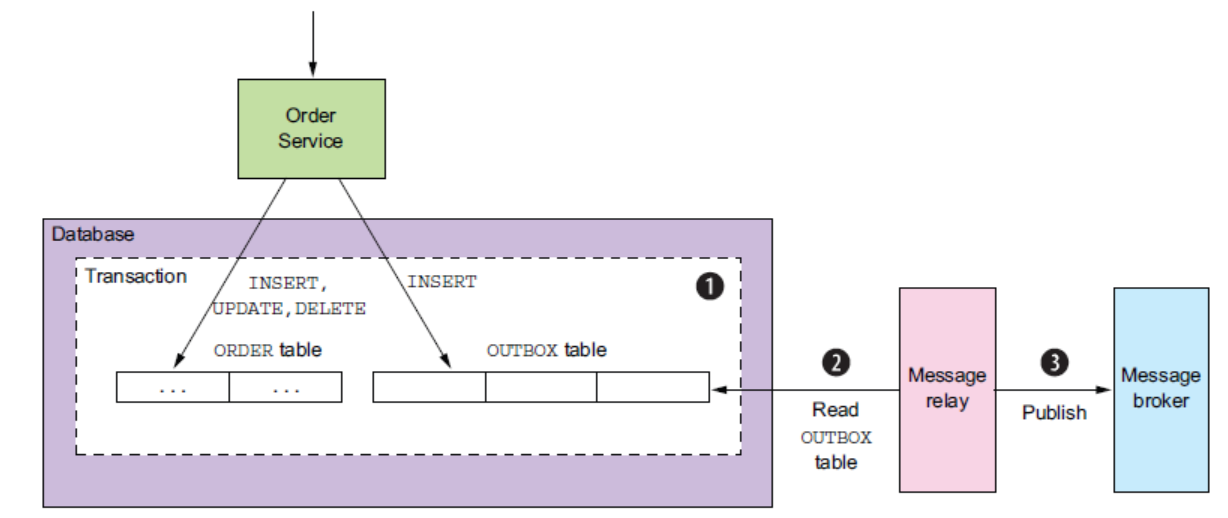 Order
Service
Database
Transaction
INSERT,
UPDATE,DELETE
INSERT
1
ORDER table
OUTBOX table
... ...
2
Read
OUTBOX
table
Message
relay
3
Publish
Message
broker